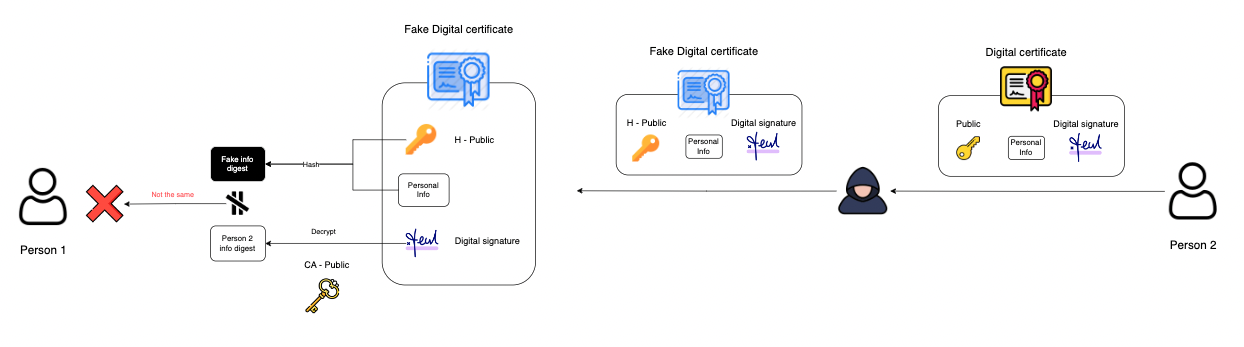 Fake Digital certificate
H - Public
Personal
Info
Digital signature
Fake info
digest
Hash
Not the same
Person 2
info digest
Decrypt
CA - Public
Person 1
Fake Digital certificate
H - Public
Personal
Info
Digital signature
Digital certificate
Public
Personal
Info
Digital signature
Person 2